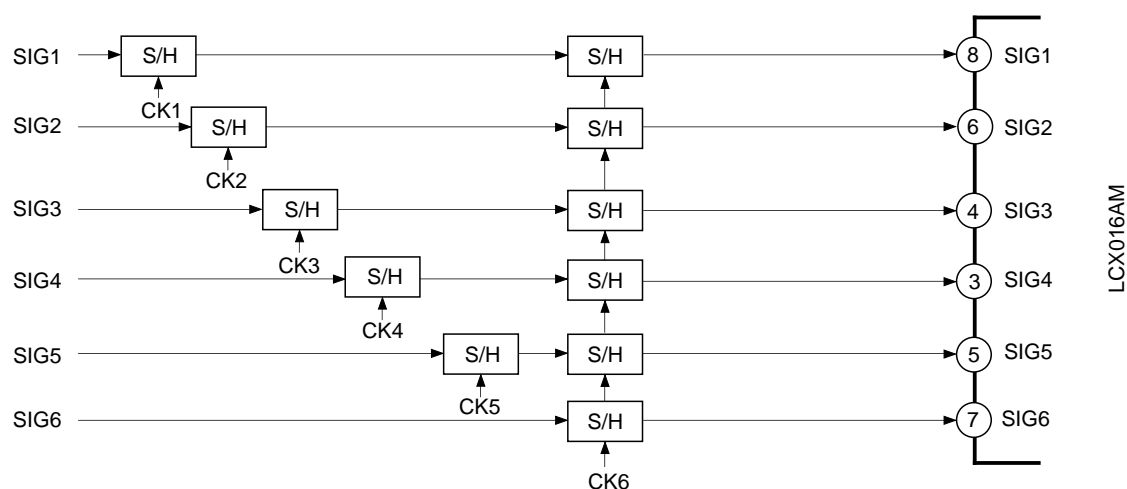 SIG1 S/H S/H 8 SIG1
CK1
SIG2 S/H S/H 6 SIG2
CK2
SIG3 S/H S/H 4 SIG3
CK3
SIG4 S/H S/H 3 SIG4
CK4
SIG5 S/H S/H 5 SIG5
CK5
SIG6 S/H 7 SIG6
CK6
LCX016AM